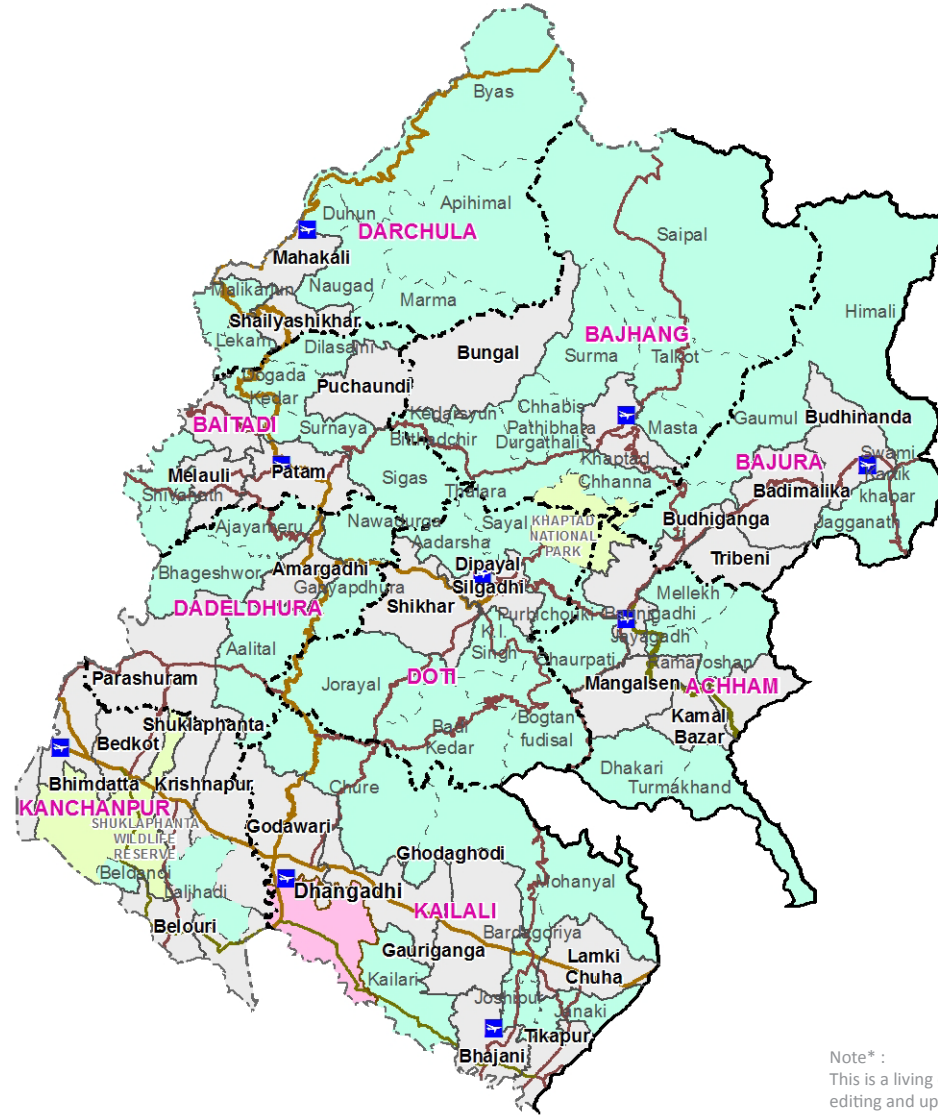 Byas
Duhun
Apihimal
DARCHULA
Saipal
Mahakali
Naugad
Malikarjun
Marma
Himali
Shailyashikhar
BAJHANG
Lekam
Dilasaini
Bungal
Surma
Talkot
Dogada
Kedar
Puchaundi
Chhabis
Pathibhara
Kedarsyun
BAITADI
Surnaya
Bitthadchir
Durgathali
Masta
Gaumul
Budhinanda
Khaptad
Chhanna
BAJURA
Swami
Kartik
khapar
Melauli
Patam
Sigas
Thalara
Badimalika
Shivanath
Ajayameru
Nawadurga
Sayal
KHAPTAD
NATIONAL
PARK
Budhiganga
Jagganath
Aadarsha
Tribeni
Bhageshwor
Amargadhi
Ganyapdhura
Dipayal
Silgadhi
Mellekh
DADELDHURA
Shikhar
Purbichouki
Bannigadhi
Jayagadh
K.I.
Singh
Aalital
Chaurpati
Ramaroshan
Parashuram
Jorayal
DOTI
Mangalsen
ACHHAM
Shuklaphanta
Bogtan
fudisal
Kamal
Bazar
Bedkot
Badi
Kedar
Dhakari
Turmakhand
Bhimdatta
Krishnapur
Chure
KANCHANPUR
SHUKLAPHANTA
WILDLIFE
RESERVE
Godawari
Ghodaghodi
Beldandi
Laljhadi
Dhangadhi
Mohanyal
KAILALI
Belouri
Bardagoriya
Gauriganga
Lamki
Chuha
Kailari
Joshipur
Janaki
Tikapur
Bhajani
Note* :
This is a living
editing and up